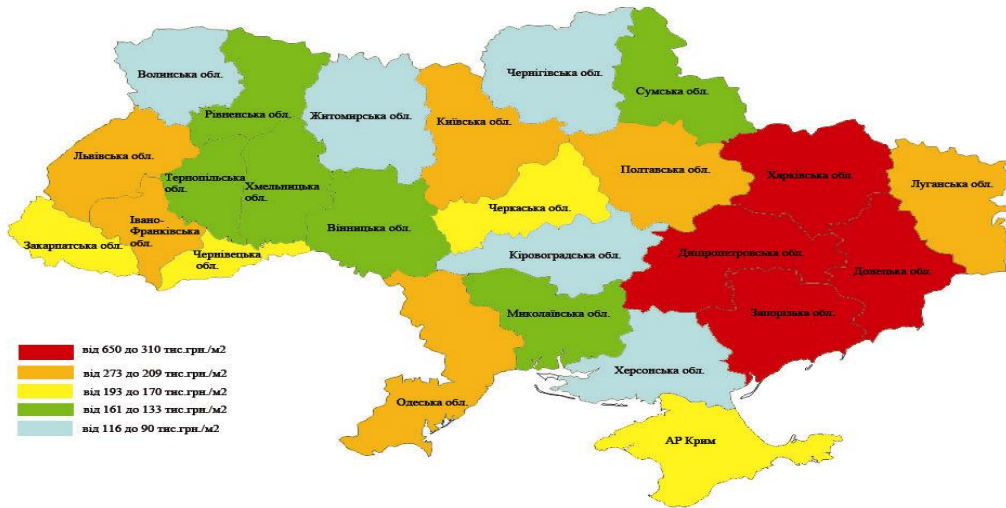 Волинська обл.
Рівненська обл.
Житомирська обл.
Чернігівська обл.
Сумська обл.
Київська
обл.
Львівська обл.
Тернопільська
обл.
Хмельницька
обл.
Полтавська обл.
Харківська обл.
Луганська обл.
Івано-
Франківська
обл.
Закарпатська обл.
Чернівецька
обл.
Вінницька обл.
Черкаська обл.
Кіровоградська обл.
Дніпропетровська обл.
Донецька обл.
Запорізька обл.
Миколаївська обл.
Херсонська обл.
Одеська обл.
АР Крим
від 650 до 310 тис.грн./м2
від 273 до 209 тис.грн./м2
від 193 до 170 тис.грн./м2
від 161 до 133 тис.грн./м2
від 116 до 90 тис.грн./м2